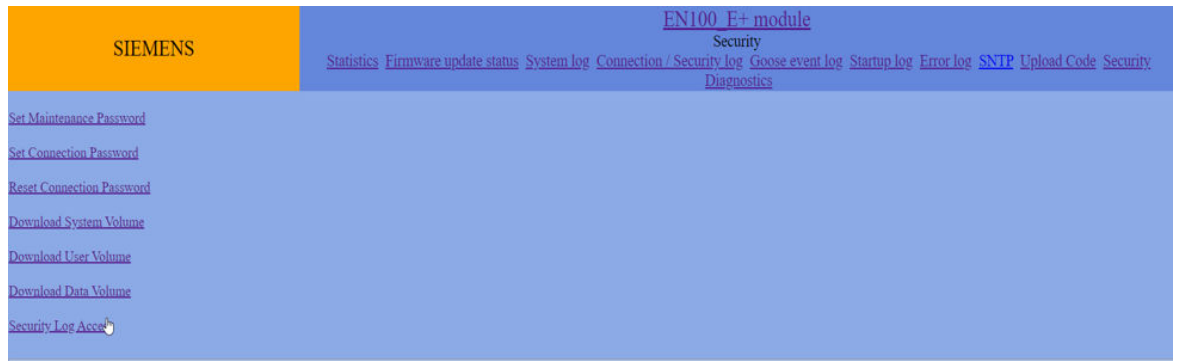 SIEMENS
EN100_E+ module
Security
Statistics Firmware update status System log Connection / Security log Goose event log Startup log Error log SNTP Upload Code Security
Diagnostics
Set Maintenance Password
Set Connection Password
Reset Connection Password
Download System Volume
Download User Volume
Download Data Volume
Security Log Acce